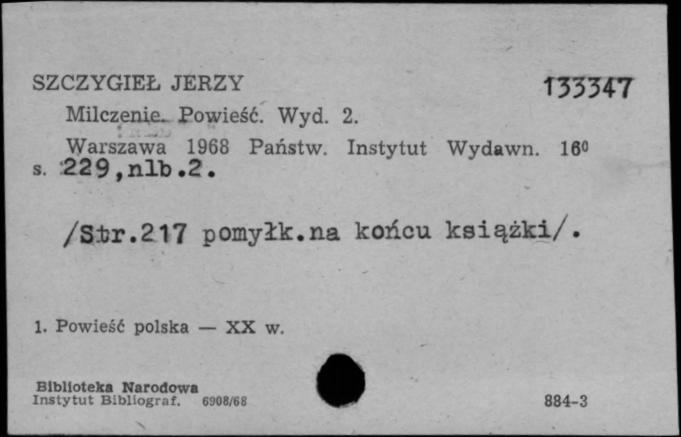 SZCZYGIEŁ JERZY 133347
Milczenie. Powieść. Wyd. 2.
Warszawa 1968 Państw. Instytut Wydawn. 16⁰
s. 229,nlb.2.
/Str.217 pomyłk.na końcu książki/.
1. Powieść polska — XX w.
Biblioteka Narodowa
Instytut Bibliograf. 6908/68 884-3